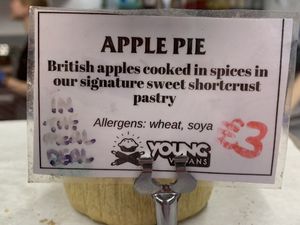 APPLE PIE
British apples cooked in spices in
our signature sweet shortcrust
pastry
Allergens: wheat, soya
£3
YOUNG
VEGANS